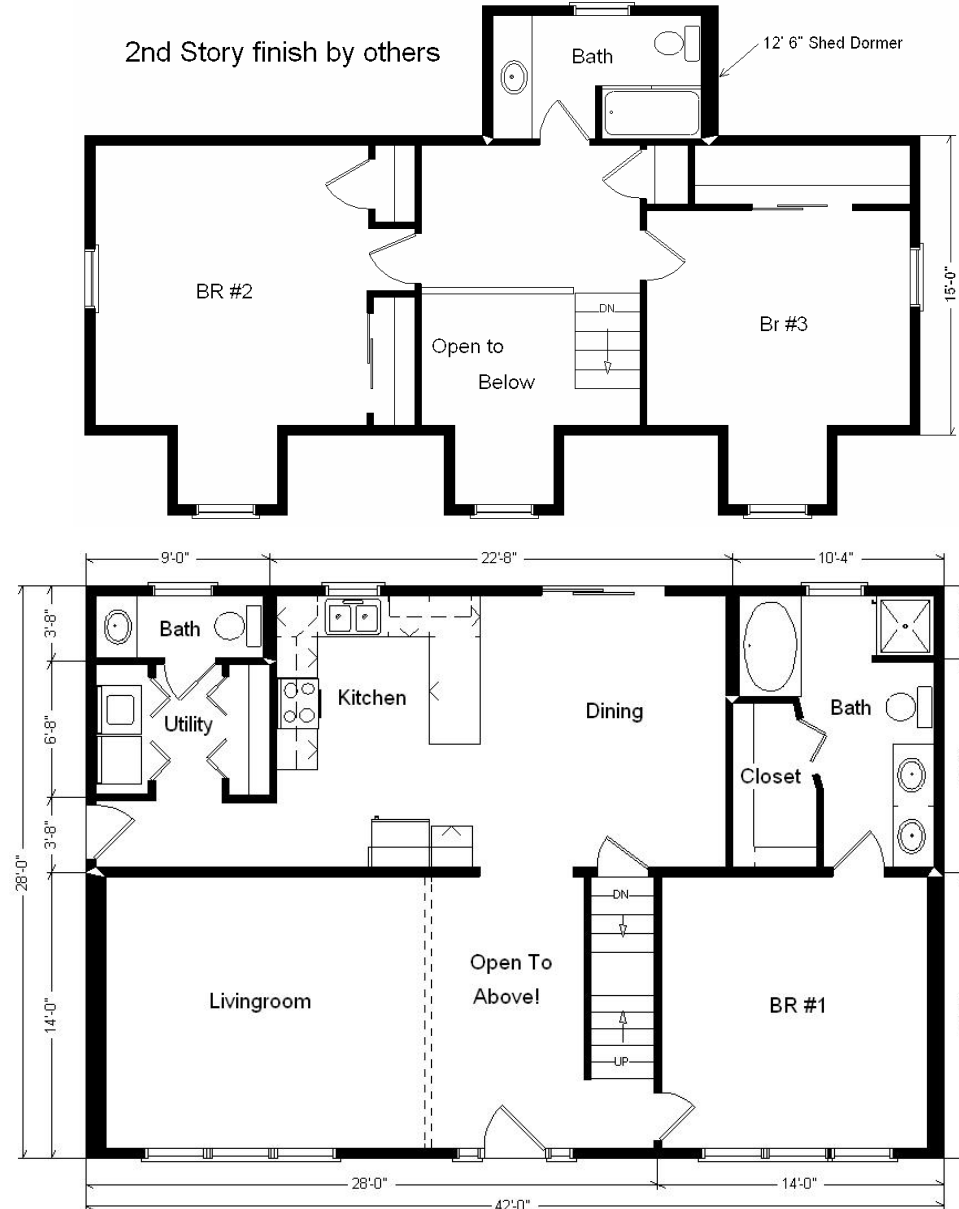 2nd Story finish by others
Bath
12' 6" Shed Dormer
BR #2
DN
Open to
Below
Br #3
15'-0"
9'-0"
22'-8"
10'-4"
3'-8"
Bath
Kitchen
Utility
Dining
Bath
6'-8"
Closet
3'-8"
28'-0"
DN
Open To
Above!
Livingroom
BR #1
14'-0"
UP
28'-0"
14'-0"
42'-0"